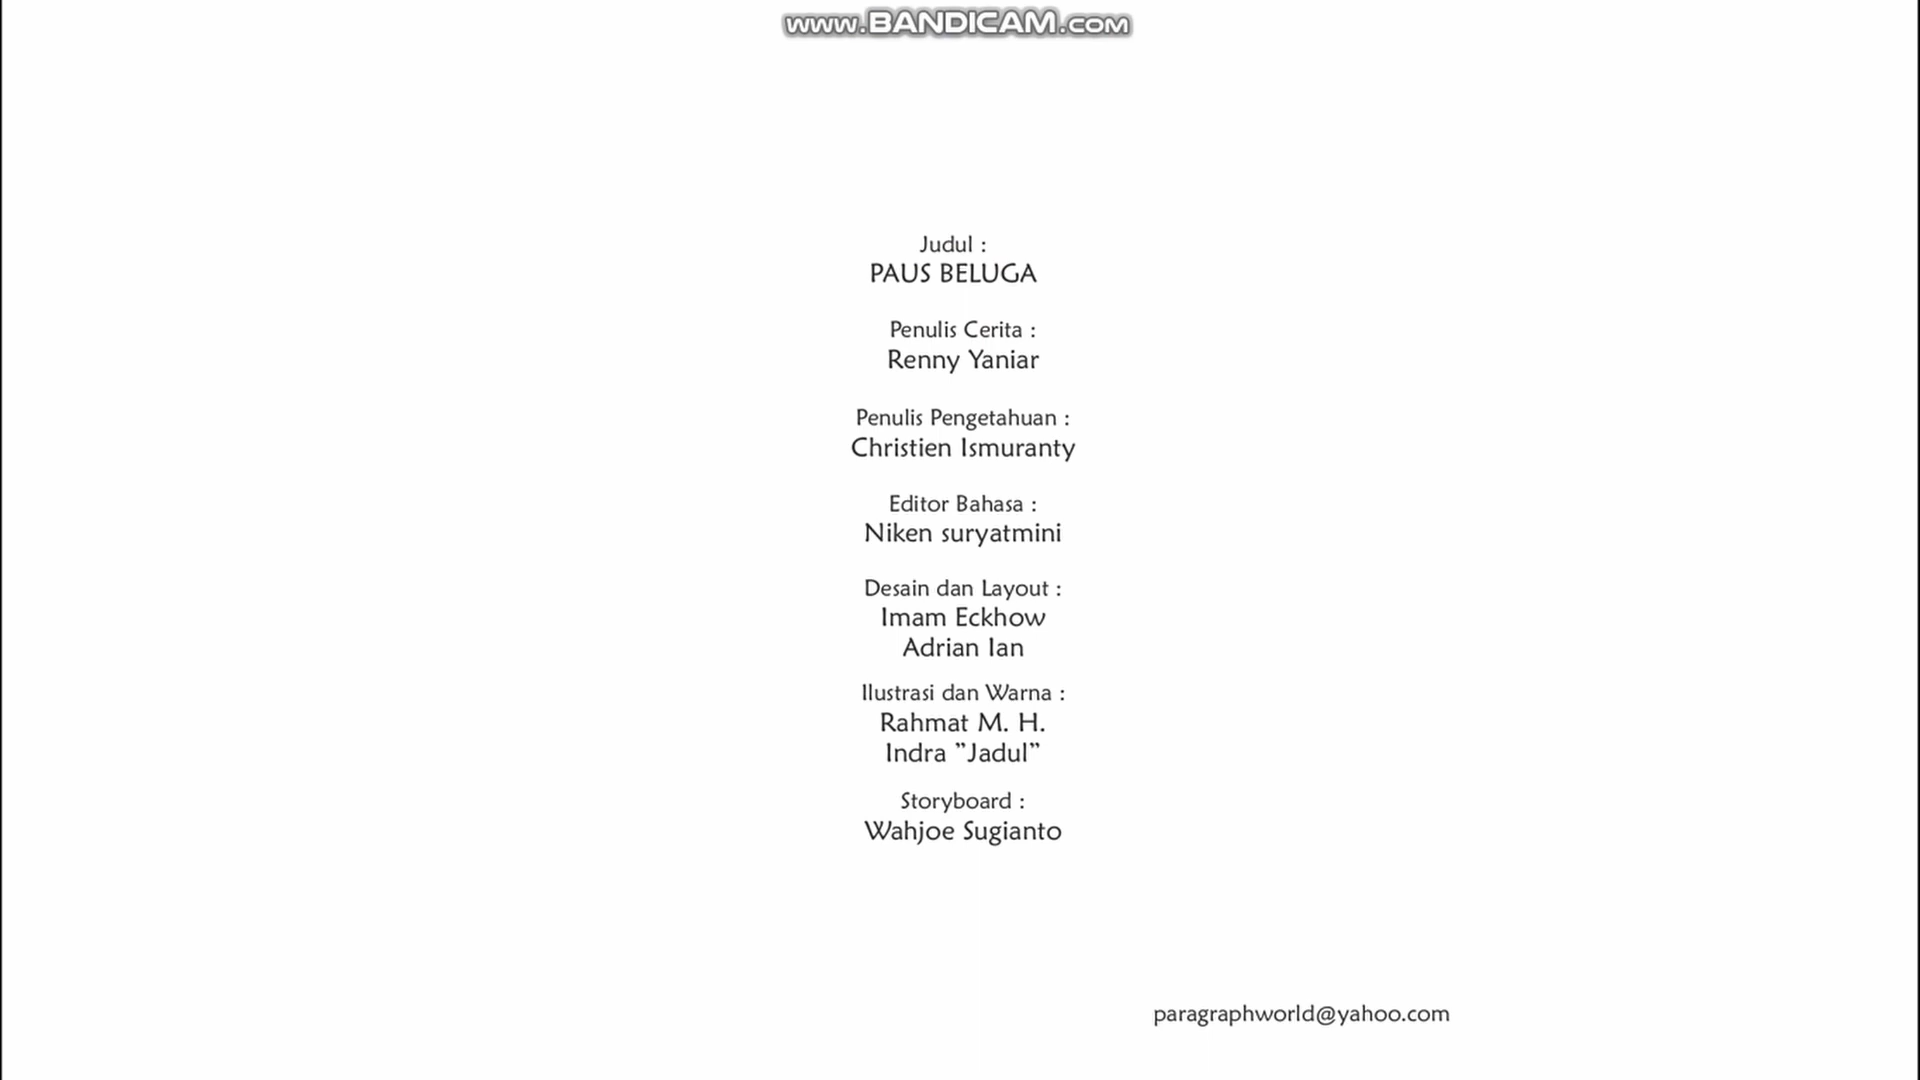 www.BANDICAM.com
Judul :
PAUS BELUGA
Penulis Cerita :
Renny Yaniar
Penulis Pengetahuan :
Christien Ismuranty
Editor Bahasa :
Niken suryatmini
Desain dan Layout :
Imam Eckhow
Adrian Ian
Ilustrasi dan Warna :
Rahmat M. H.
Indra ”Jadul”
Storyboard :
Wahjoe Sugianto
paragraphworld@yahoo.com